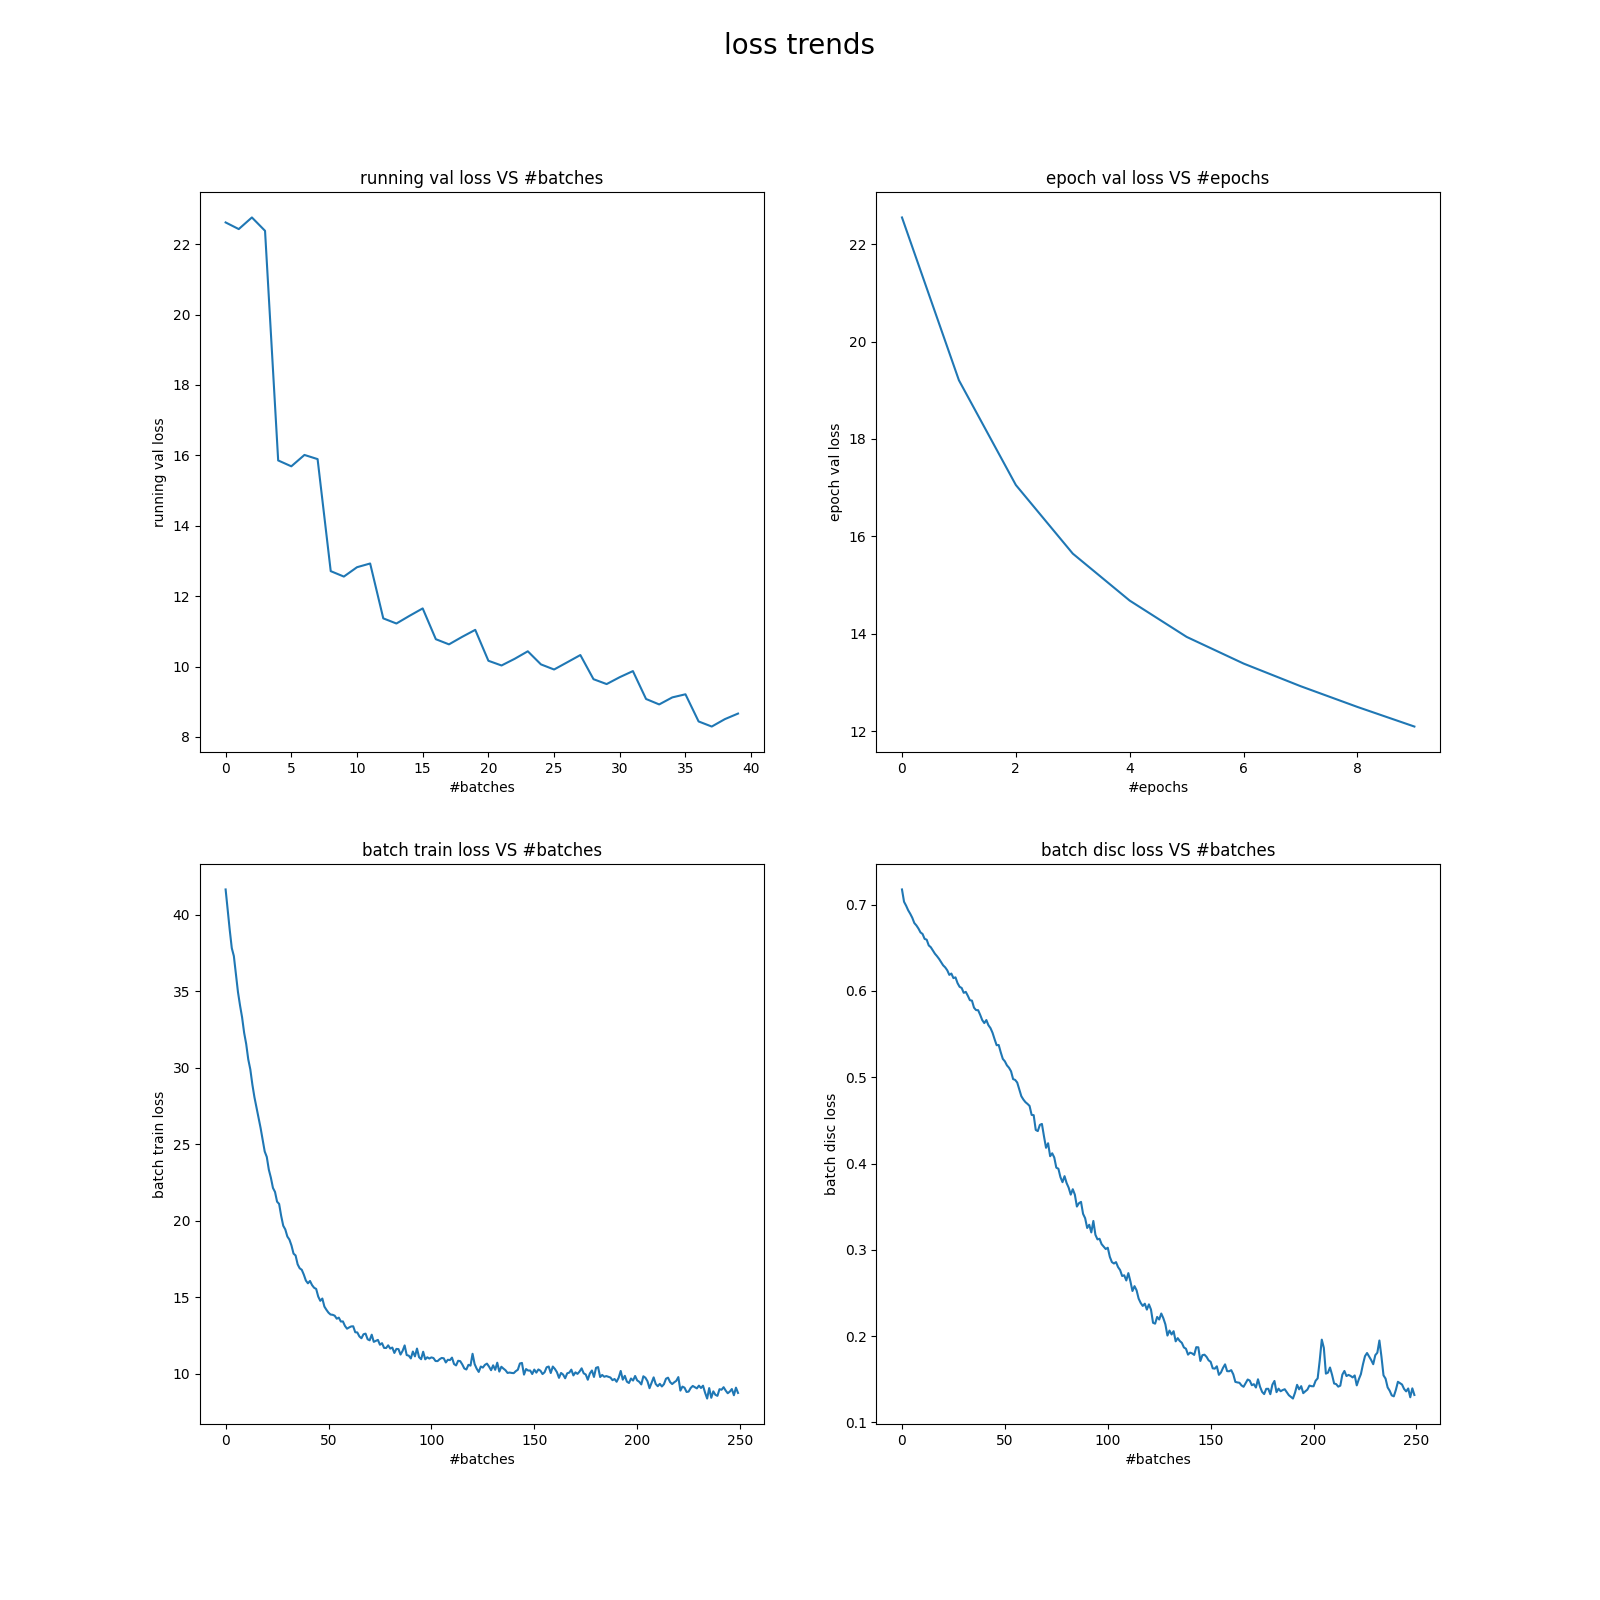 loss trends
running val loss VS #batches
running val loss
22
20
18
16
14
12
10
8
0 5 10 15 20 25 30 35 40
#batches
epoch val loss VS #epochs
epoch val loss
22
20
18
16
14
12
0 2 4 6 8
#epochs
batch train loss VS #batches
batch train loss
40
35
30
25
20
15
10
0 50 100 150 200 250
#batches
batch disc loss VS #batches
batch disc loss
0.7
0.6
0.5
0.4
0.3
0.2
0.1
0 50 100 150 200 250
#batches